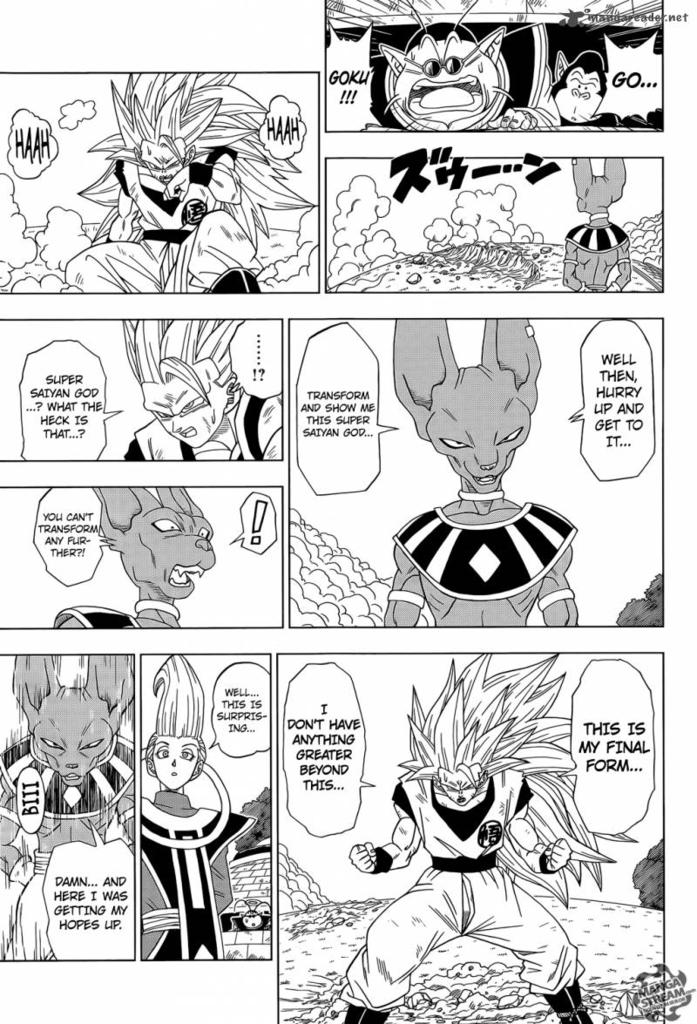 mangareader.net
GO...
GOKU
!!!
HAAH
HAAH
ズゥー……ン
WELL
THEN,
HURRY
UP AND
GET TO
IT...
TRANSFORM
AND SHOW ME
THIS SUPER
SAIYAN GOD...
......!?
SUPER
SAIYAN GOD
...? WHAT THE
HECK IS
THAT...?
!
YOU CAN'T
TRANSFORM
ANY FUR-
THER?!
THIS IS
MY FINAL
FORM...
I
DON'T HAVE
ANYTHING
GREATER
BEYOND
THIS...
悟
WELL...
THIS IS
SURPRIS-
ING...
BIII
DAMN... AND
HERE I WAS
GETTING MY
HOPES UP.
MANGA
STREAM